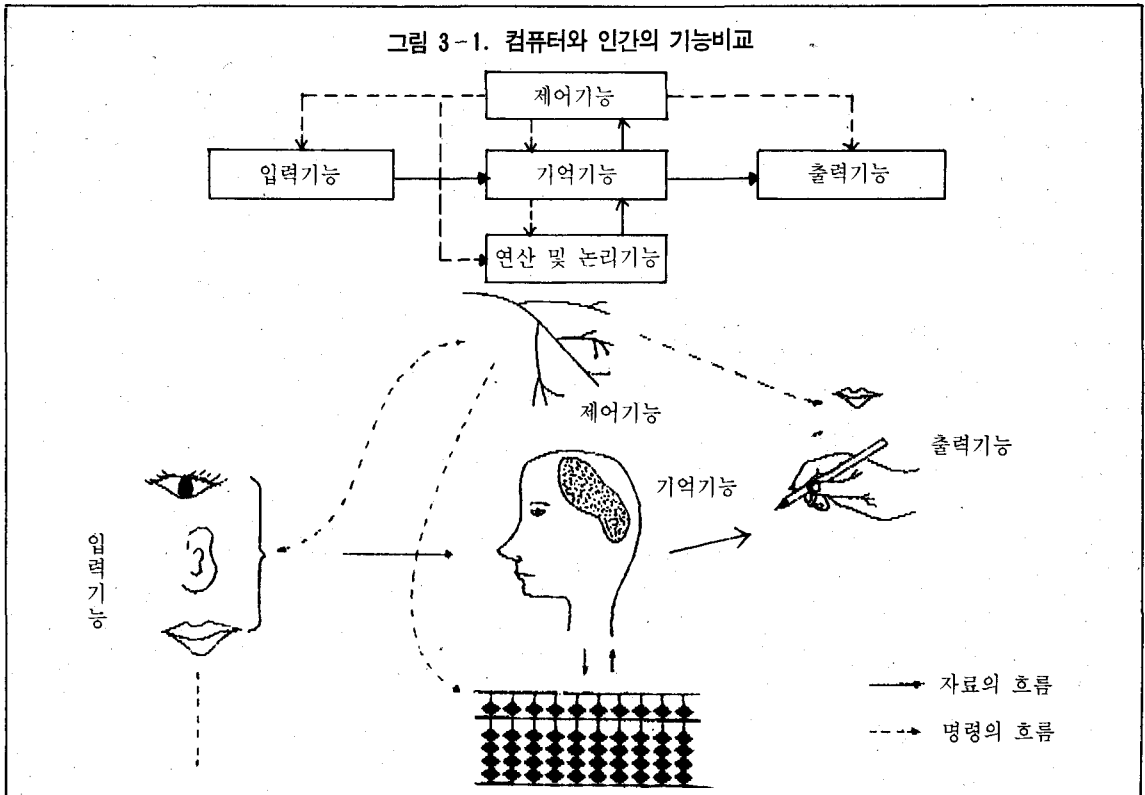 그림 3-1. 컴퓨터와 인간의 기능비교
제어기능
입력기능
기억기능
출력기능
연산 및 논리기능
제어기능
기억기능
출력기능
입력기능
자료의 흐름
명령의 흐름